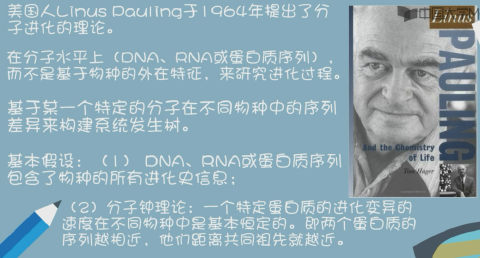 美国人Linus Pauling于1964年提出了分
子进化的理论。
在分子水平上（DNA、RNA或蛋白质序列），
而不是基于物种的外在特征，来研究进化过程。
基于某一个特定的分子在不同物种中的序列
差异来构建系统发生树。
基本假设：（1） DNA、RNA或蛋白质序列
包含了物种的所有进化史信息；
（2）分子钟理论：一个特定蛋白质的进化变异的
速度在不同物种中是基本恒定的。即两个蛋白质的
序列越相近，他们距离共同祖先就越近。
Linus
PAULING
And the Chemistry
of Life
Tom Hager